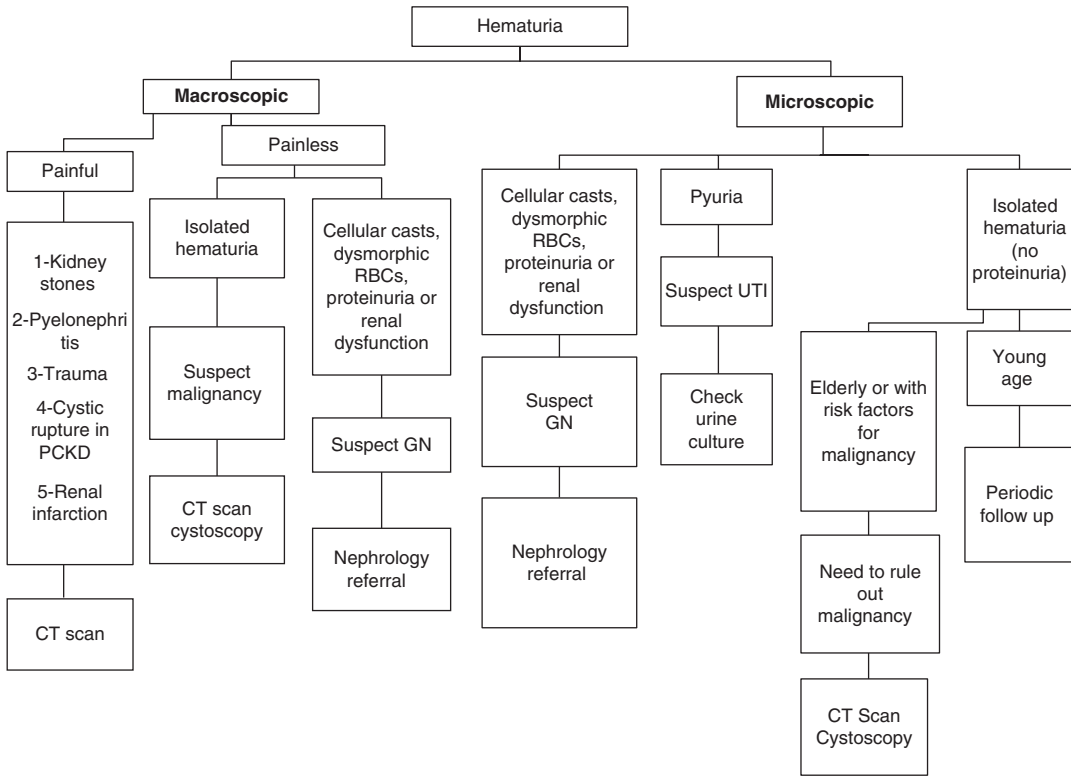 Hematuria
Macroscopic
Microscopic
Painful
Painless
1-Kidney
stones
2-Pyelonephri
tis
3-Trauma
4-Cystic
rupture in
PCKD
5-Renal
infarction
CT scan
Isolated
hematuria
Suspect
malignancy
CT scan
cystoscopy
Cellular casts,
dysmorphic
RBCs,
proteinuria or
renal
dysfunction
Suspect GN
Nephrology
referral
Cellular casts,
dysmorphic
RBCs,
proteinuria or
renal
dysfunction
Suspect
GN
Nephrology
referral
Pyuria
Suspect UTI
Check
urine
culture
Isolated
hematuria
(no
proteinuria)
Elderly or with
risk factors
for
malignancy
Need to rule
out
malignancy
CT Scan
Cystoscopy
Young
age
Periodic
follow up